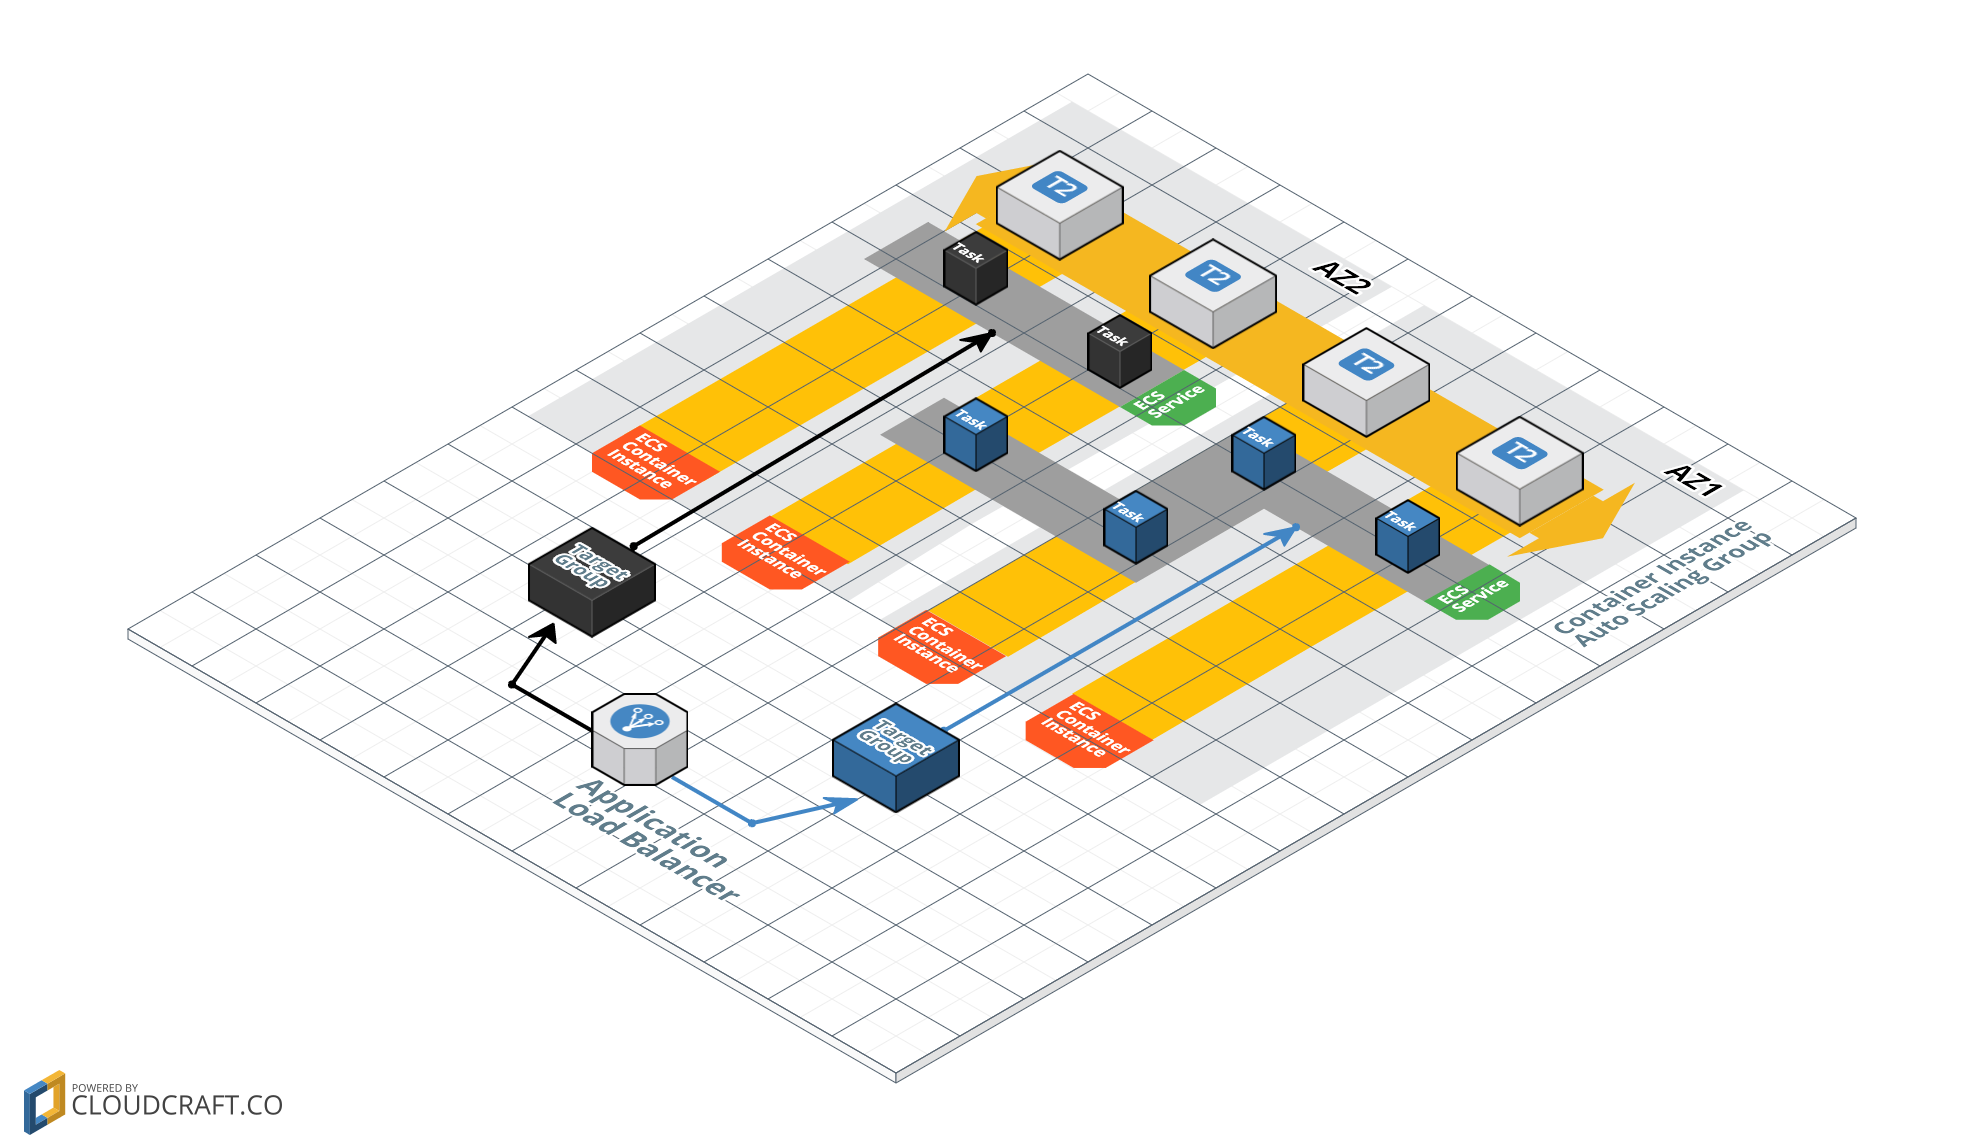 T2
T2
T2
T2
AZ2
AZ1
Task
Task
ECS
Service
Task
Task
Task
Task
ECS
Service
ECS
Container
Instance
ECS
Container
Instance
ECS
Container
Instance
ECS
Container
Instance
Container Instance
Auto Scaling Group
Target
Group
Target
Group
Application
Load Balancer
POWERED BY
CLOUDCRAFT.CO